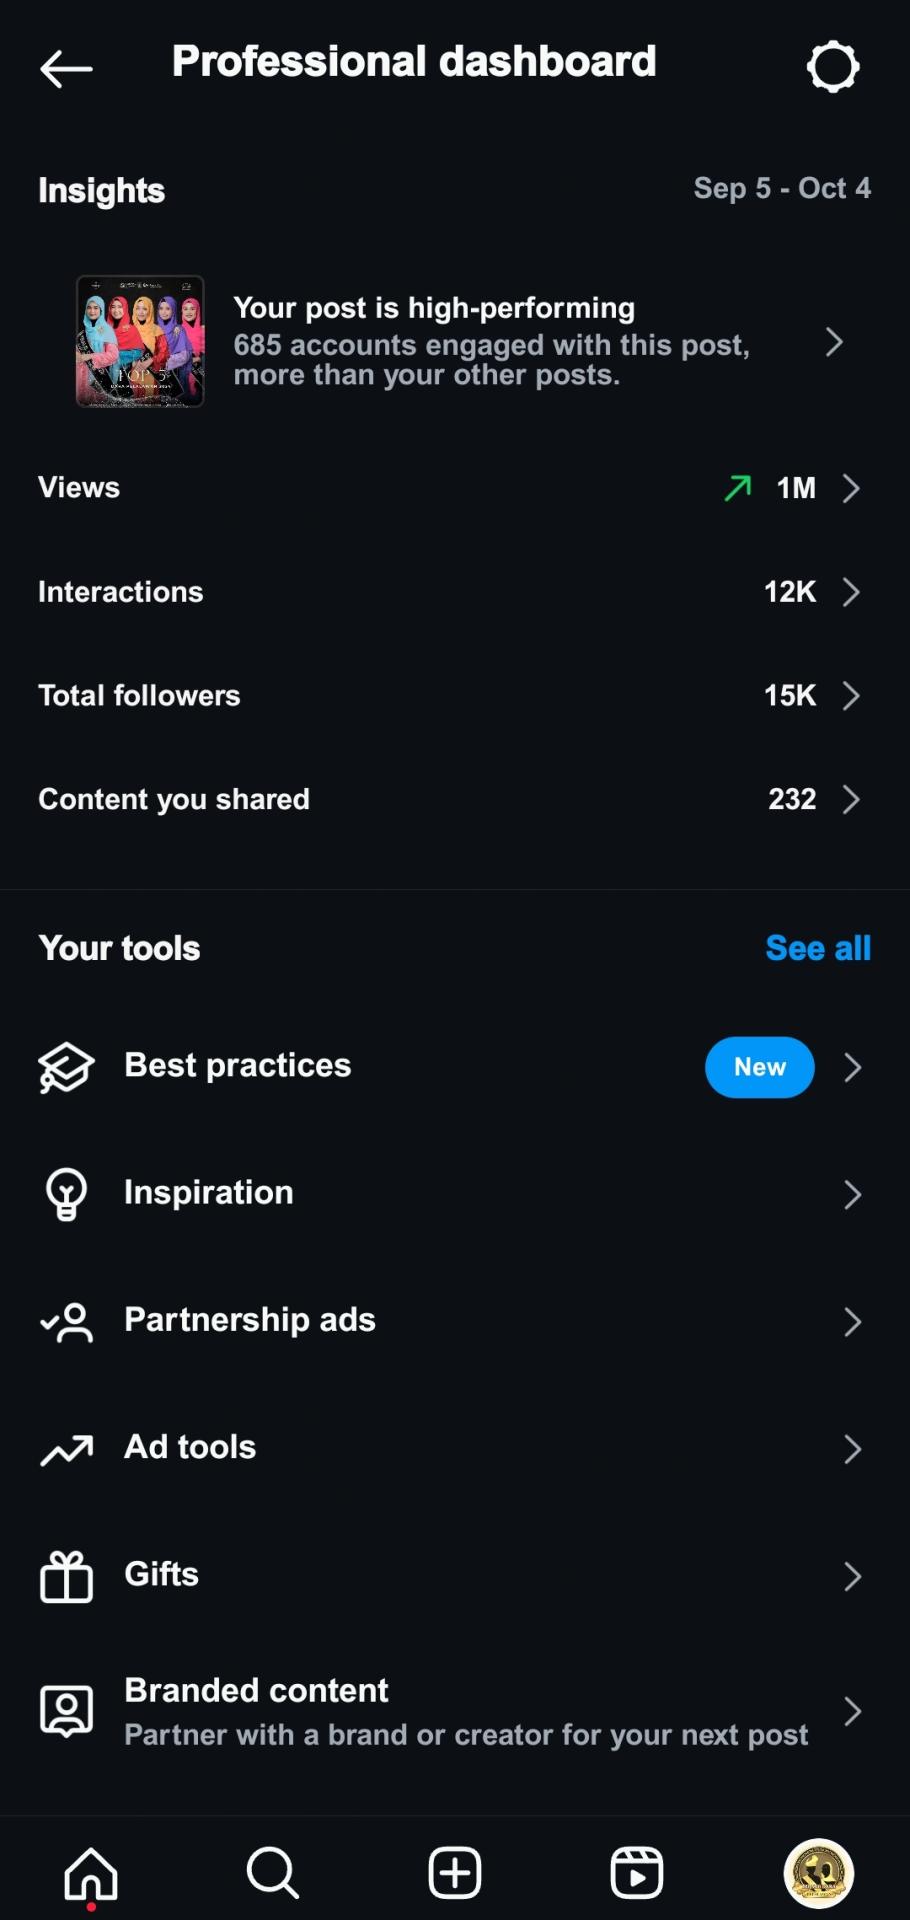 Professional dashboard
Insights
Sep 5 - Oct 4
Your post is high-performing
685 accounts engaged with this post,
more than your other posts.
TOP 5
Views
1M
Interactions
12K
Total followers
15K
Content you shared
232
Your tools
See all
Best practices
New
Inspiration
Partnership ads
Ad tools
Gifts
Branded content
Partner with a brand or creator for your next post